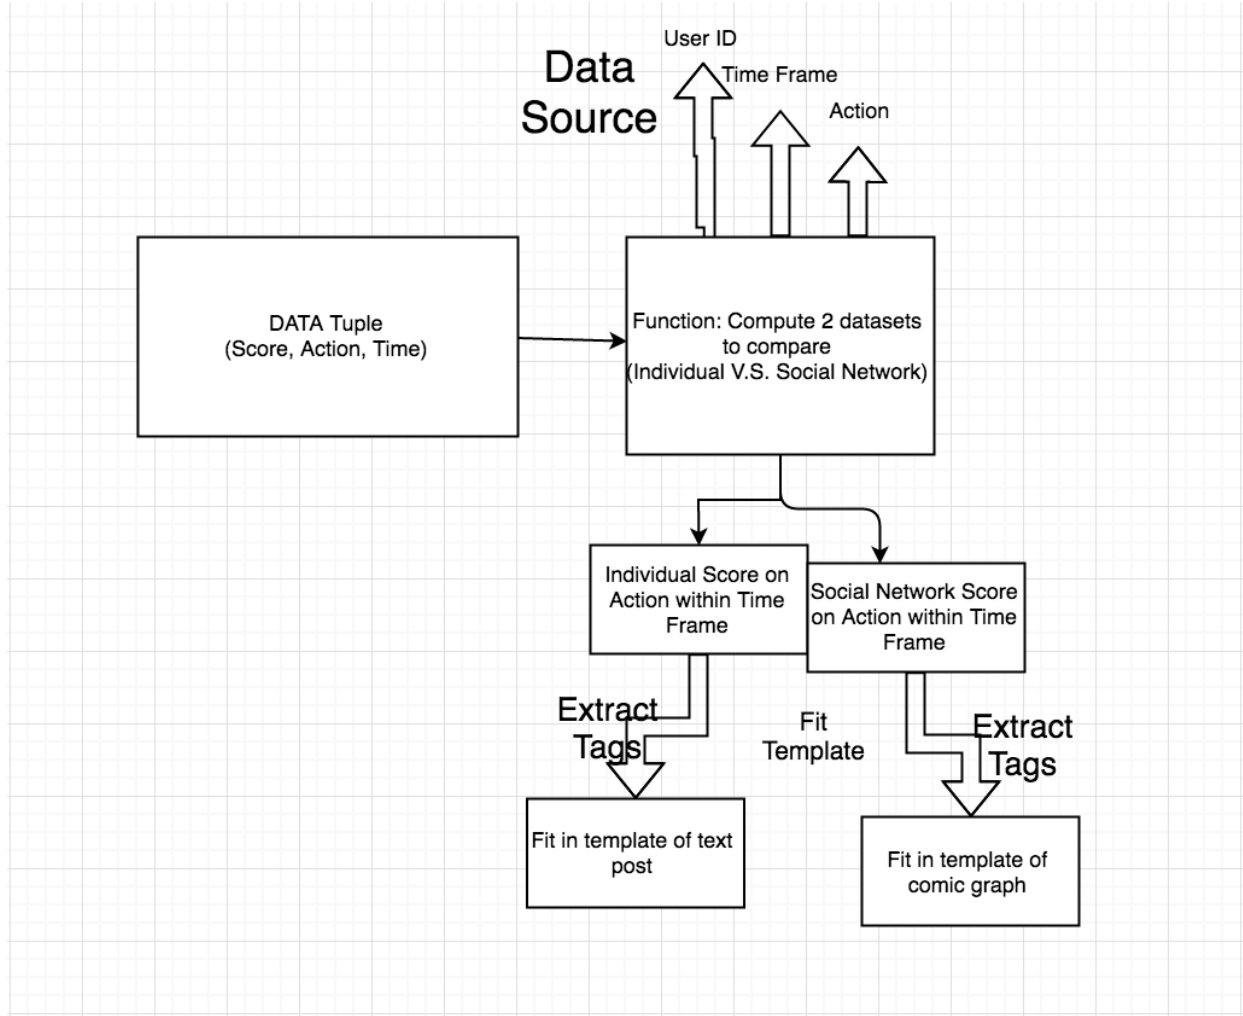 User ID
Data
Source
Time Frame
Action
DATA Tuple
(Score, Action, Time)
Function: Compute 2 datasets
to compare
(Individual V.S. Social Network)
Individual Score on
Action within Time
Frame
Social Network Score
on Action within Time
Frame
Extract
Tags
Fit
Template
Extract
Tags
Fit in template of text
post
Fit in template of
comic graph